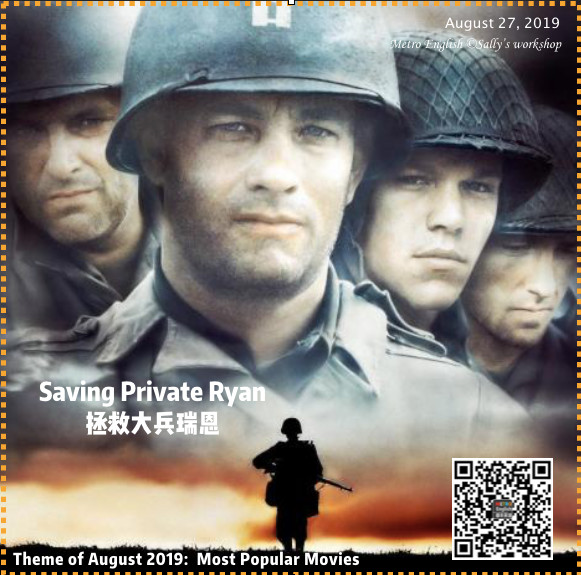 August 27, 2019
Metro English ©Sally's workshop
Saving Private Ryan
拯救大兵瑞恩
Theme of August 2019: Most Popular Movies